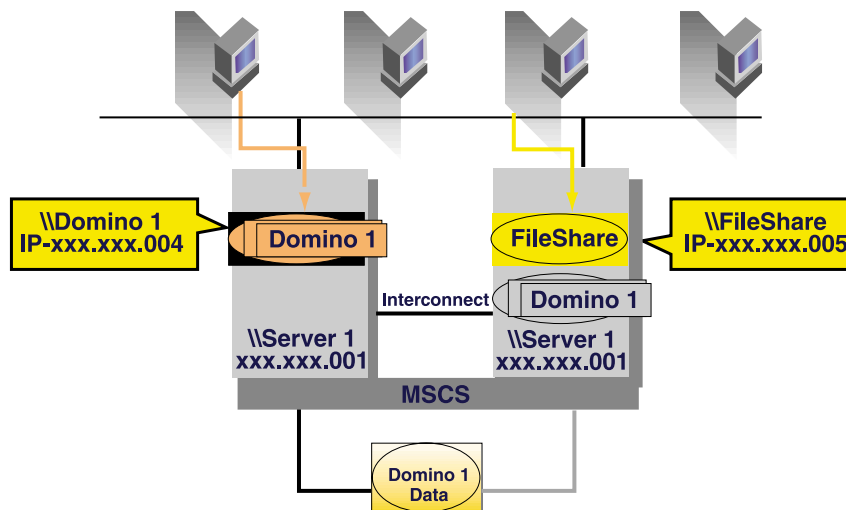 \\Domino 1
IP-xxx.xxx.004
Domino 1
FileShare
\\FileShare
IP-xxx.xxx.005
Interconnect
Domino 1
\\Server 1
xxx.xxx.001
\\Server 1
xxx.xxx.001
MSCS
Domino 1
Data